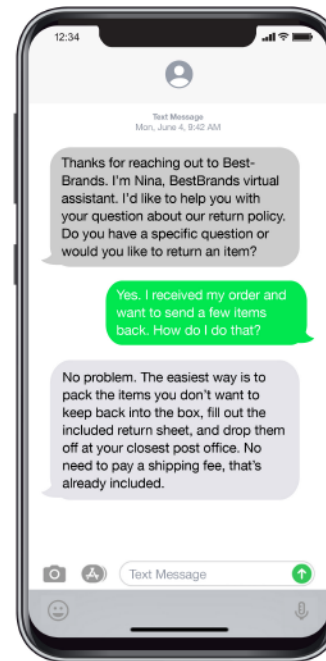 12:34
Text Message
Mon, June 4, 9:42 AM
Thanks for reaching out to Best-
Brands. I'm Nina, BestBrands virtual
assistant. I'd like to help you with
your question about our return policy.
Do you have a specific question or
would you like to return an item?
Yes. I received my order and
want to send a few items
back. How do I do that?
No problem. The easiest way is to
pack the items you don't want to
keep back into the box, fill out the
included return sheet, and drop them
off at your closest post office. No
need to pay a shipping fee, that's
already included.
Text Message